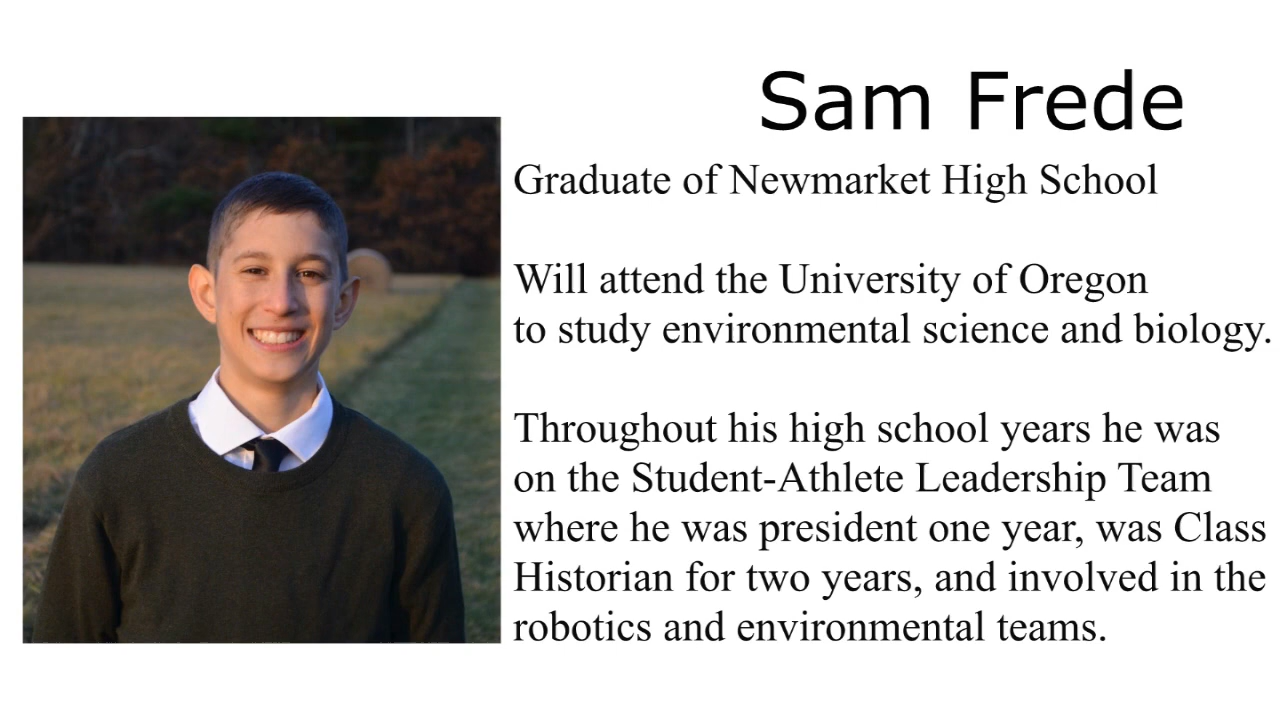 Sam Frede
Graduate of Newmarket High School
Will attend the University of Oregon
to study environmental science and biology.
Throughout his high school years he was
on the Student-Athlete Leadership Team
where he was president one year, was Class
Historian for two years, and involved in the
robotics and environmental teams.